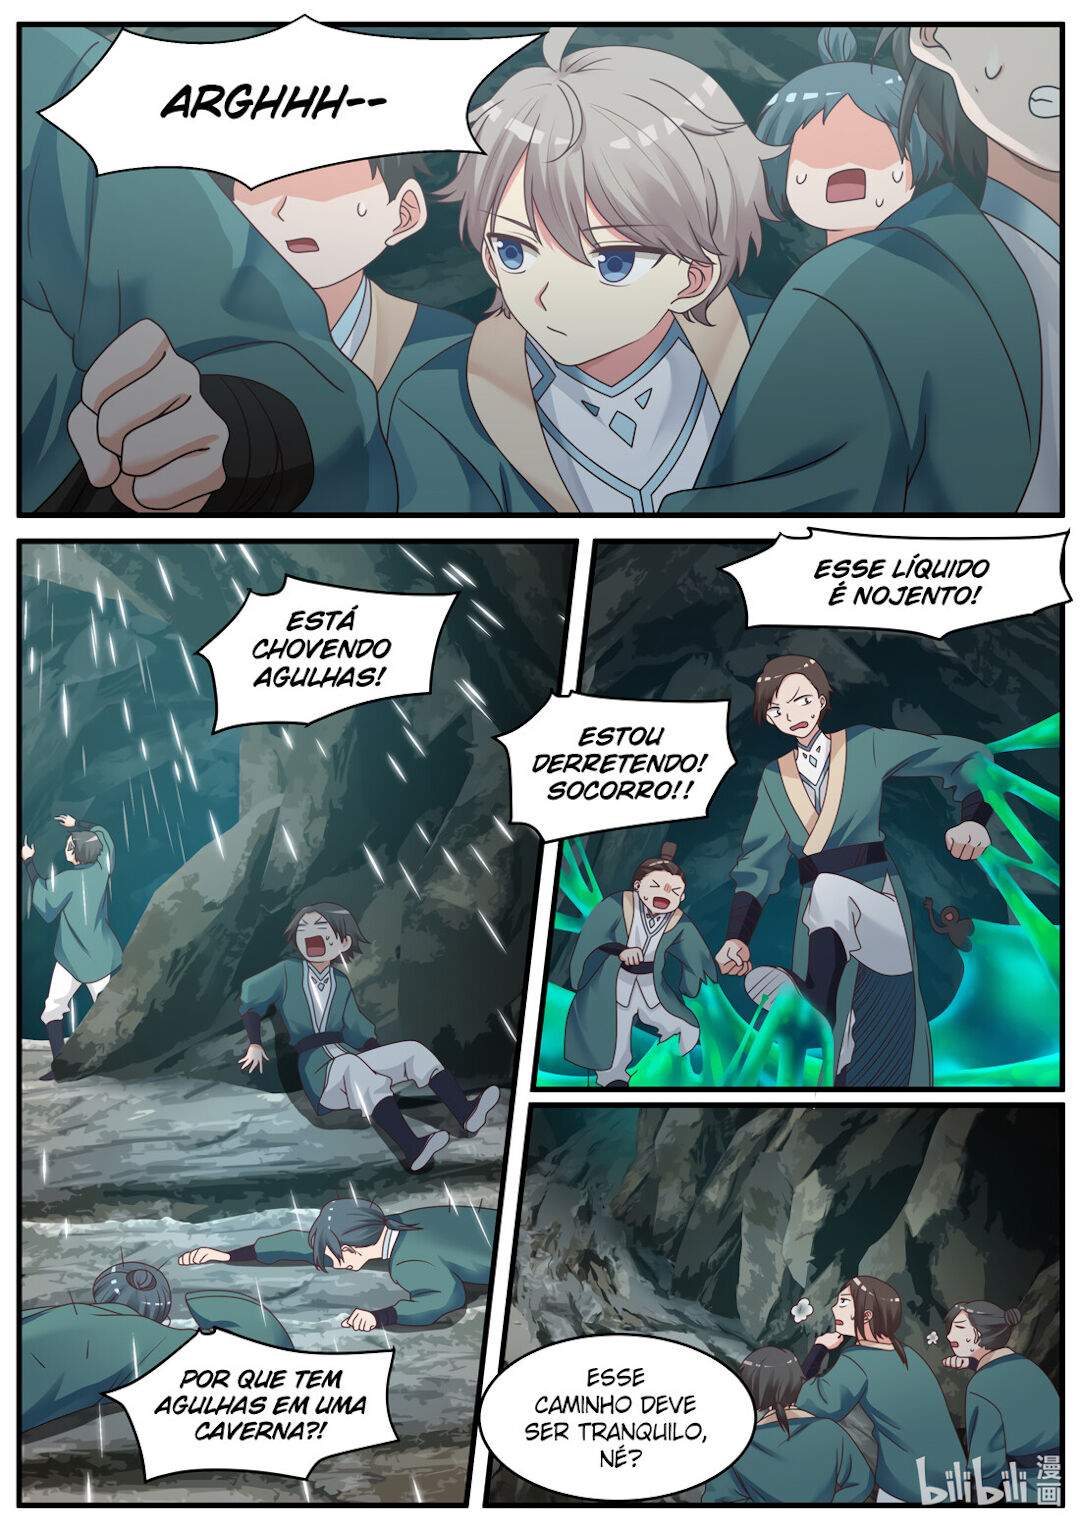 ARGHHH--
ESTÁ
CHOVENDO
AGULHAS!
ESSE LÍQUIDO
É NOJENTO!
ESTOU
DERRETENDO!
SOCORRO!!
POR QUE TEM
AGULHAS EM UMA
CAVERNA?!
ESSE
CAMINHO DEVE
SER TRANQUILO,
NÉ?
bilibili 漫画